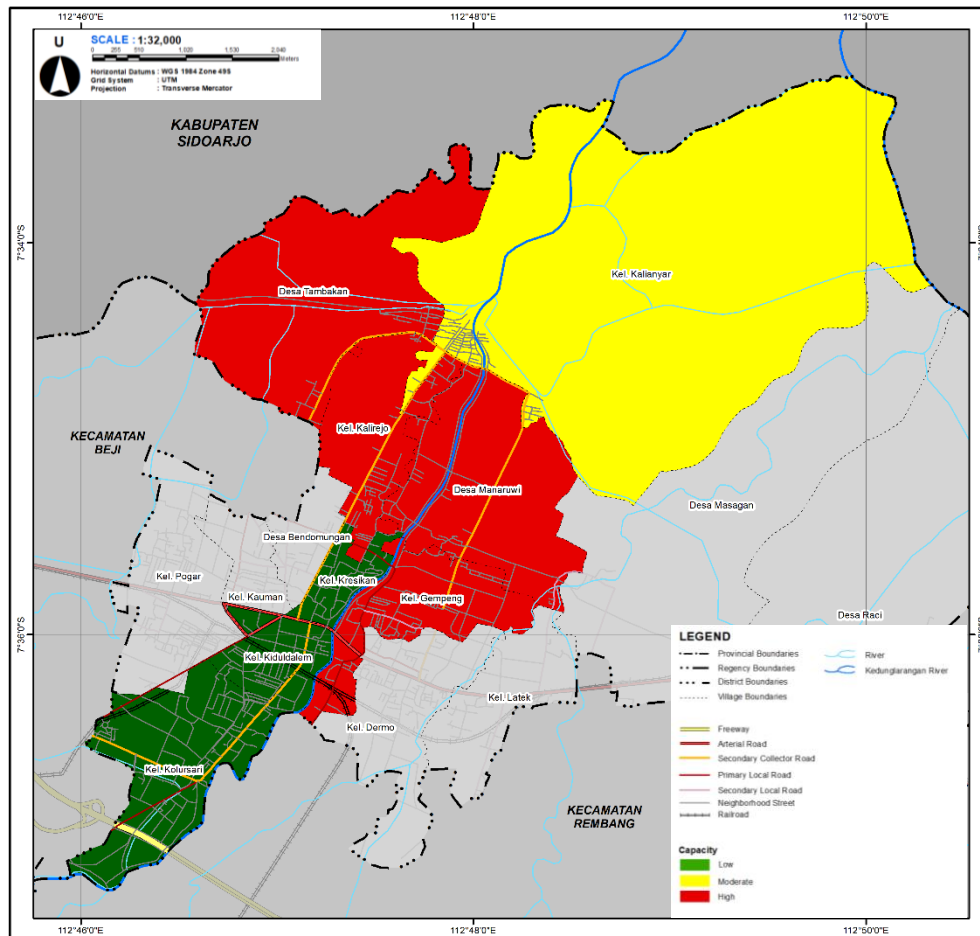 112°46'0"E
112°48'0"E
112°50'0"E
U
SCALE : 1:32,000
0 255 510 1,020 1,530 2,040
Meters
Horizontal Datums : WGS 1984 Zone 49S
Grid System : UTM
Projection : Transverse Mercator
KABUPATEN
SIDOARJO
7°34'0"S
Kel. Kalianyar
Desa Tambakan
KECAMATAN
BEJI
Kel. Kalirejo
Desa Manaruwi
Desa Masagan
Desa Bendomungan
Kel. Pogar
Kel. Kresikan
Kel. Kauman
Kel. Gempeng
Desa Raci
7°36'0"S
Kel. Kiduldalem
Kel. Latek
Kel. Dermo
Kel. Kolursari
KECAMATAN
REMBANG
LEGEND
Provincial Boundaries
Regency Boundaries
District Boundaries
Village Boundaries
River
Kedunglarangan River
Freeway
Arterial Road
Secondary Collector Road
Primary Local Road
Secondary Local Road
Neighborhood Street
Railroad
Capacity
Low
Moderate
High
112°46'0"E
112°48'0"E
112°50'0"E